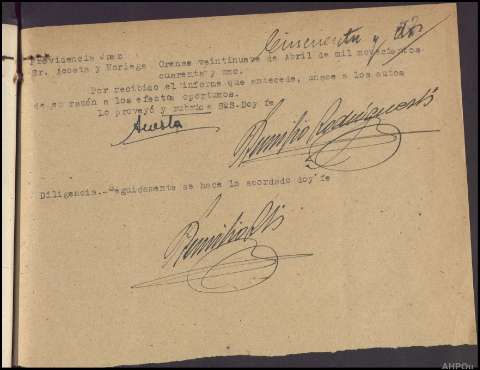 Cincuenta y dos
Providencia Juez
Sr. Acosta y Noriega Orense veintinueve de Abril de mil novecientos
cuarenta y uno.
Por recibido el informe que antecede, únase a los autos
de su razón a los efectos oportunos.
Lo proveyó y rubrica S.Sª.Doy fe
Acosta
Diligencia.-Seguidamente se hace lo acordado doy fe
AHPOu